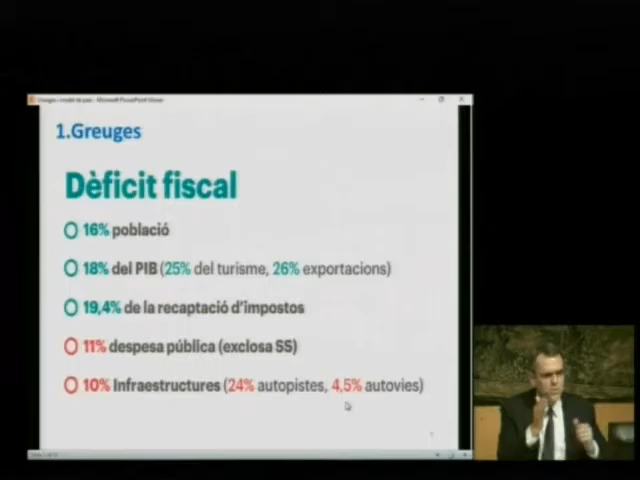 1.Greuges
Dèficit fiscal
16% població
18% del PIB (25% del turisme, 26% exportacions)
19,4% de la recaptació d'impostos
11% despesa pública (exclosa SS)
10% Infraestructures (24% autopistes, 4,5% autovies)